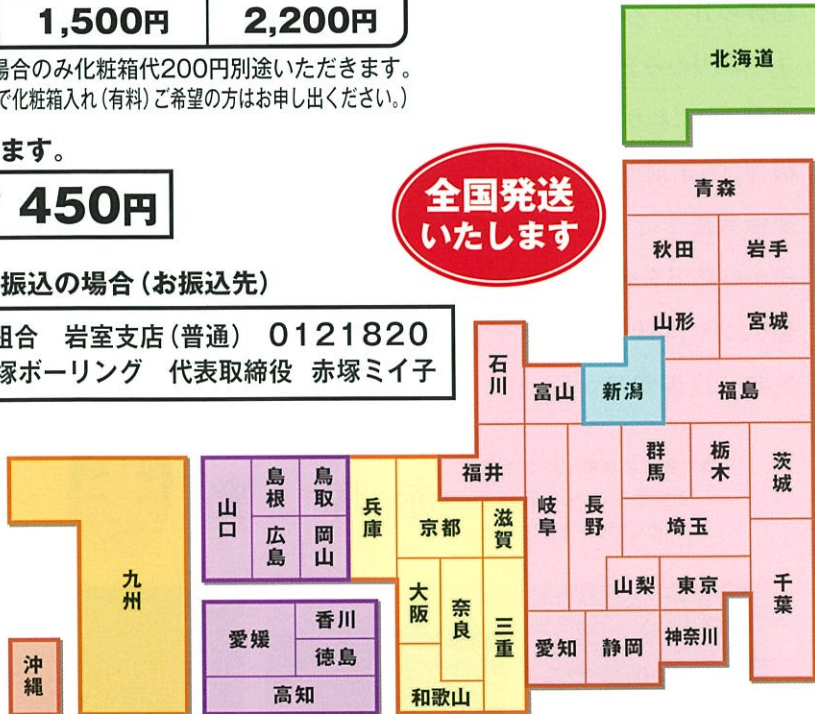 1,500円 2,200円
場合のみ化粧箱代200円別途いただきます。
で化粧箱入れ(有料)ご希望の方はお申し出ください。)
ます。
450円
全国発送
いたします
振込の場合(お振込先)
組合 岩室支店(普通) 0121820
塚ボーリング 代表取締役 赤塚ミイ子
北海道
青森
秋田
岩手
山形
宮城
石川
富山
新潟
福島
福井
岐阜
長野
群馬
栃木
茨城
埼玉
山梨
東京
千葉
愛知
静岡
神奈川
山口
島根
鳥取
広島
岡山
兵庫
京都
滋賀
大阪
奈良
三重
和歌山
愛媛
香川
徳島
高知
九州
沖縄